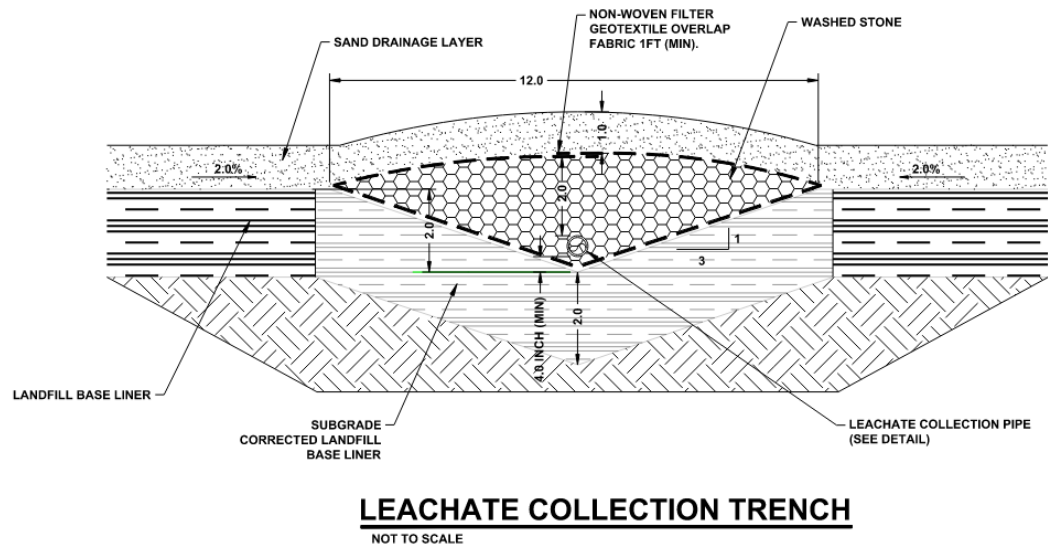 NON-WOVEN FILTER
GEOTEXTILE OVERLAP
FABRIC 1FT (MIN).
WASHED STONE
SAND DRAINAGE LAYER
12.0
1.0
2.0%
2.0
2.0%
2.0
1
3
4.0 INCH (MIN)
2.0
LANDFILL BASE LINER
SUBGRADE
CORRECTED LANDFILL
BASE LINER
LEACHATE COLLECTION PIPE
(SEE DETAIL)
LEACHATE COLLECTION TRENCH
NOT TO SCALE